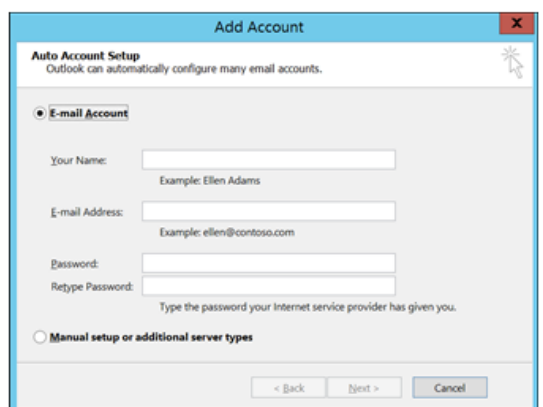 Add Account
X
Auto Account Setup
Outlook can automatically configure many email accounts.
E-mail Account
Your Name:
Example: Ellen Adams
E-mail Address:
Example: ellen@contoso.com
Password:
Retype Password:
Type the password your Internet service provider has given you.
Manual setup or additional server types
< Back Next > Cancel